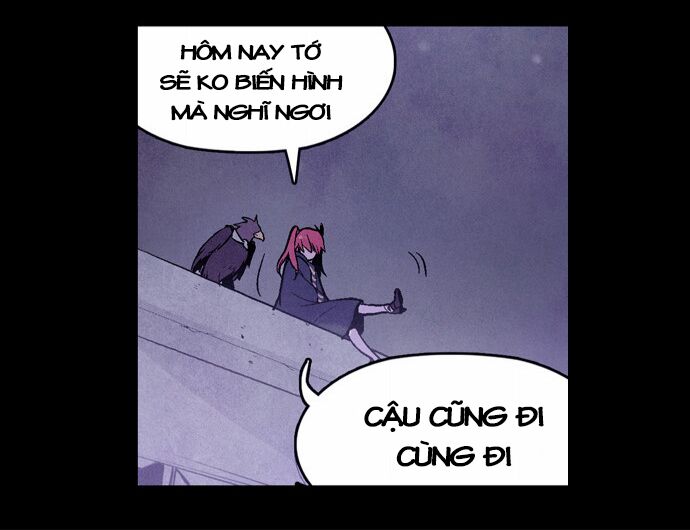 HÔM NAY TỚ
SẼ KO BIẾN HÌNH
MÀ NGHĨ NGƠI
CẬU CŨNG ĐI
CÙNG ĐI